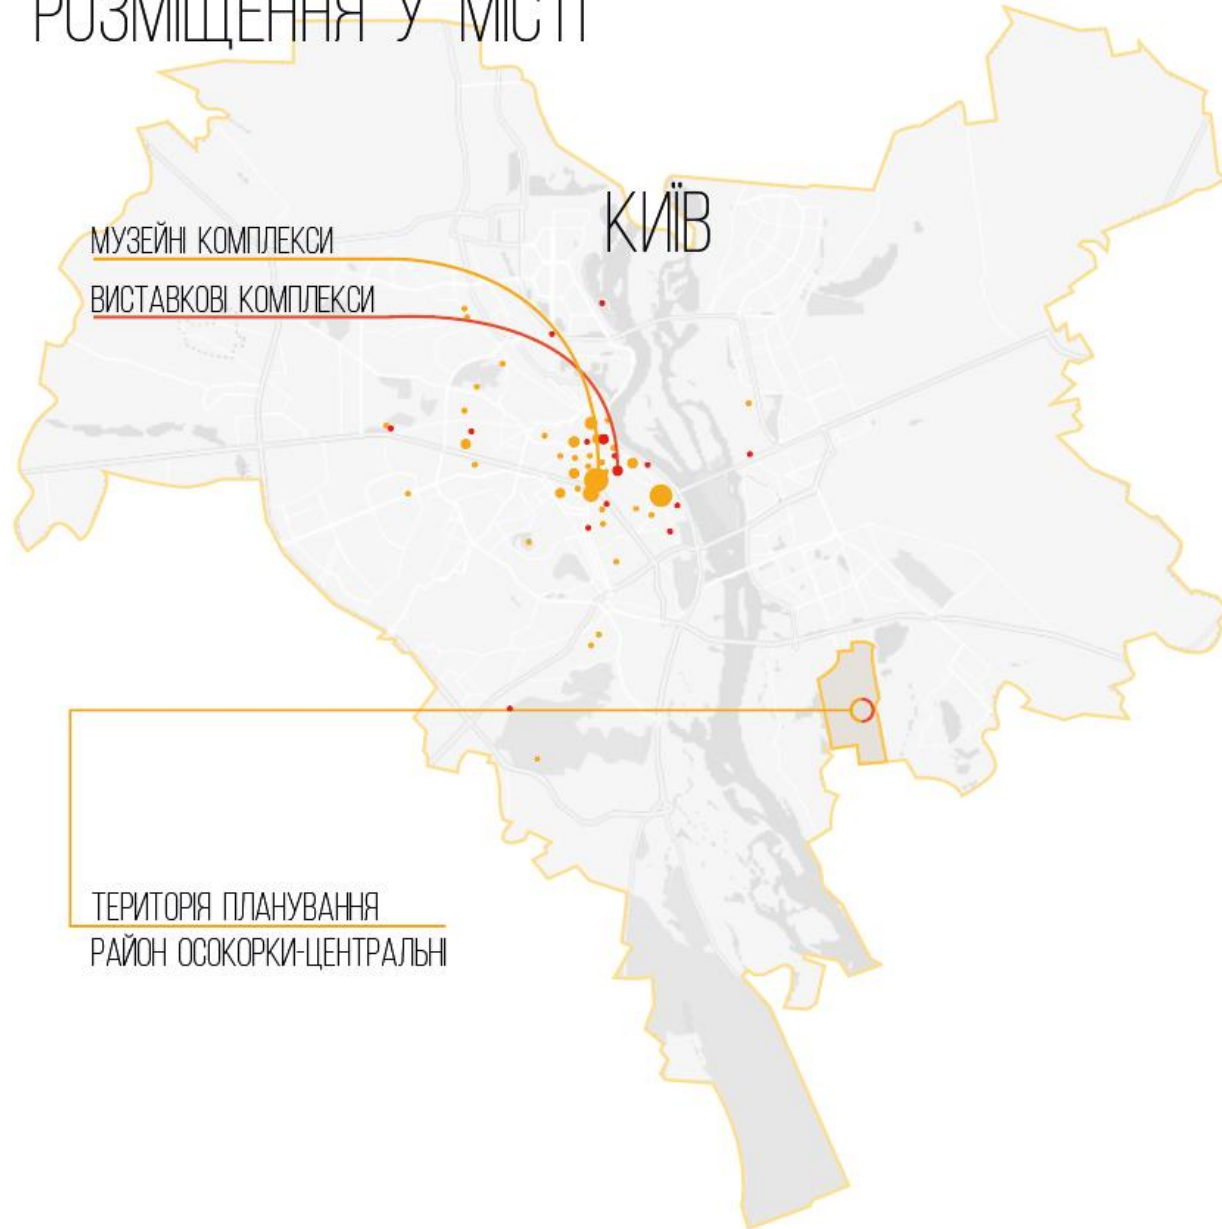 РОЗМІЩЕННЯ У МІСТІ
КИЇВ
МУЗЕЙНІ КОМПЛЕКСИ
ВИСТАВКОВІ КОМПЛЕКСИ
ТЕРИТОРІЯ ПЛАНУВАННЯ
РАЙОН ОСОКОРКИ-ЦЕНТРАЛЬНІ